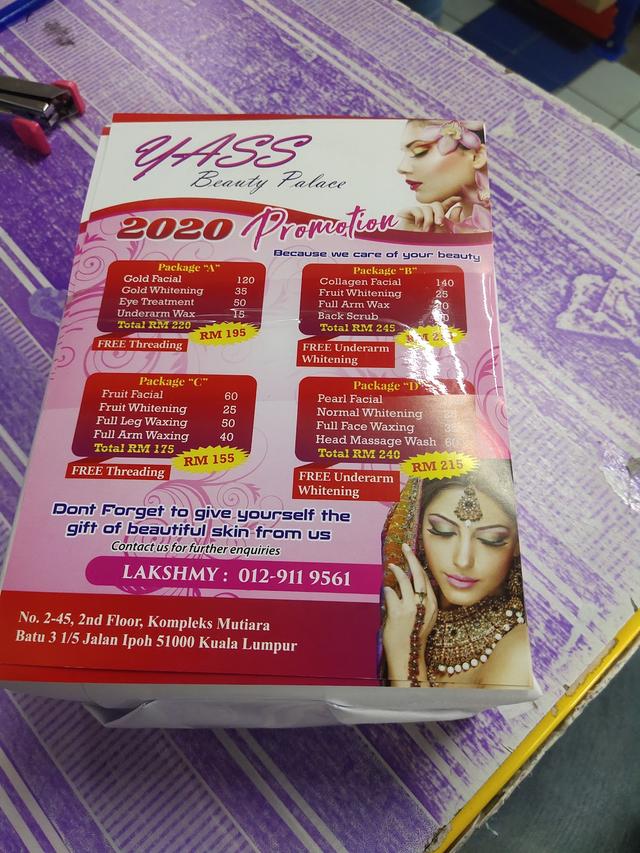 YASS
Beauty Palace
2020 Promotion
Because we care of your beauty
Package "A"
Gold Facial 120
Gold Whitening 35
Eye Treatment 50
Underarm Wax 15
Total RM 220
RM 195
FREE Threading
Package "B"
Collagen Facial 140
Fruit Whitening 25
Full Arm Wax
Back Scrub
Total RM 245
RM
FREE Underarm
Whitening
Package "C"
Fruit Facial 60
Fruit Whitening 25
Full Leg Waxing 50
Full Arm Waxing 40
Total RM 175
RM 155
FREE Threading
Package "D"
Pearl Facial
Normal Whitening
Full Face Waxing
Head Massage Wash 60
Total RM 240
RM 215
FREE Underarm
Whitening
Dont Forget to give yourself the
gift of beautiful skin from us
Contact us for further enquiries
LAKSHMY : 012-911 9561
No. 2-45, 2nd Floor, Kompleks Mutiara
Batu 3 1/5 Jalan Ipoh 51000 Kuala Lumpur